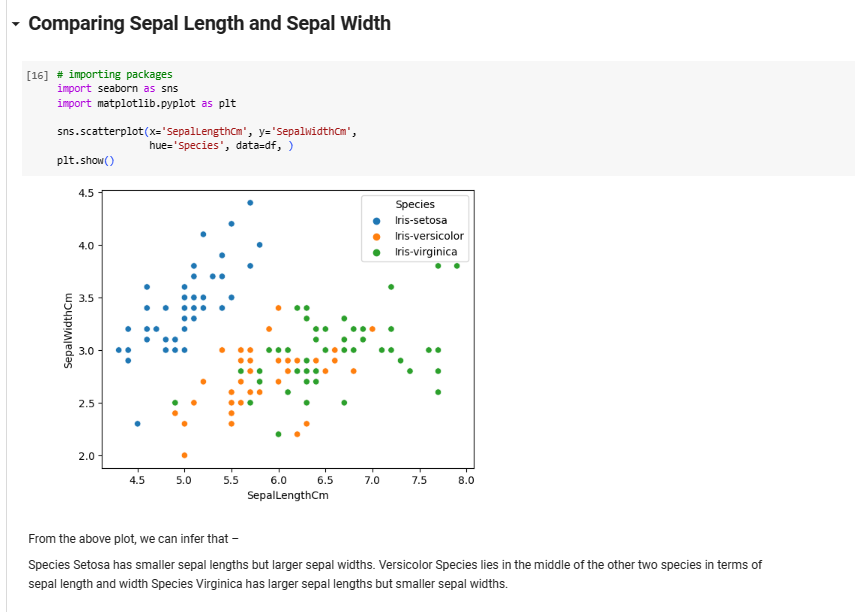 Comparing Sepal Length and Sepal Width
[16] # importing packages
import seaborn as sns
import matplotlib.pyplot as plt
sns.scatterplot(x='SepalLengthCm', y='SepalWidthCm',
hue='Species', data=df, )
plt.show()
4.5
4.0
3.5
3.0
2.5
2.0
SepalWidthCm
Species
Iris-setosa
Iris-versicolor
Iris-virginica
4.5 5.0 5.5 6.0 6.5 7.0 7.5 8.0
SepalLengthCm
From the above plot, we can infer that –
Species Setosa has smaller sepal lengths but larger sepal widths. Versicolor Species lies in the middle of the other two species in terms of
sepal length and width Species Virginica has larger sepal lengths but smaller sepal widths.